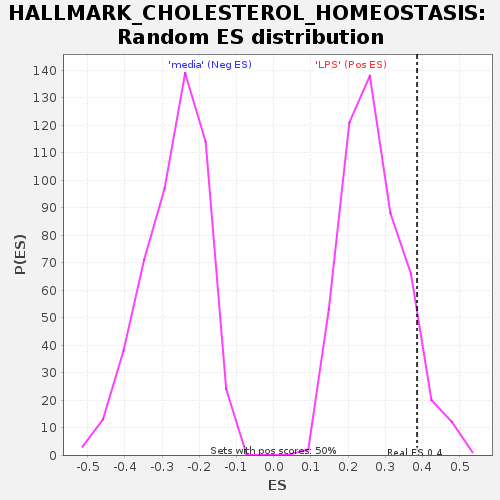 HALLMARK_CHOLESTEROL_HOMEOSTASIS:
Random ES distribution
'media' (Neg ES) 'LPS' (Pos ES)
140
130
120
110
100
90
80
70
60
50
40
30
20
10
0
P(ES)
Sets with pos scores: 50%
Real ES 0.4
-0.5 -0.4 -0.3 -0.2 -0.1 0.0 0.1 0.2 0.3 0.4 0.5
ES